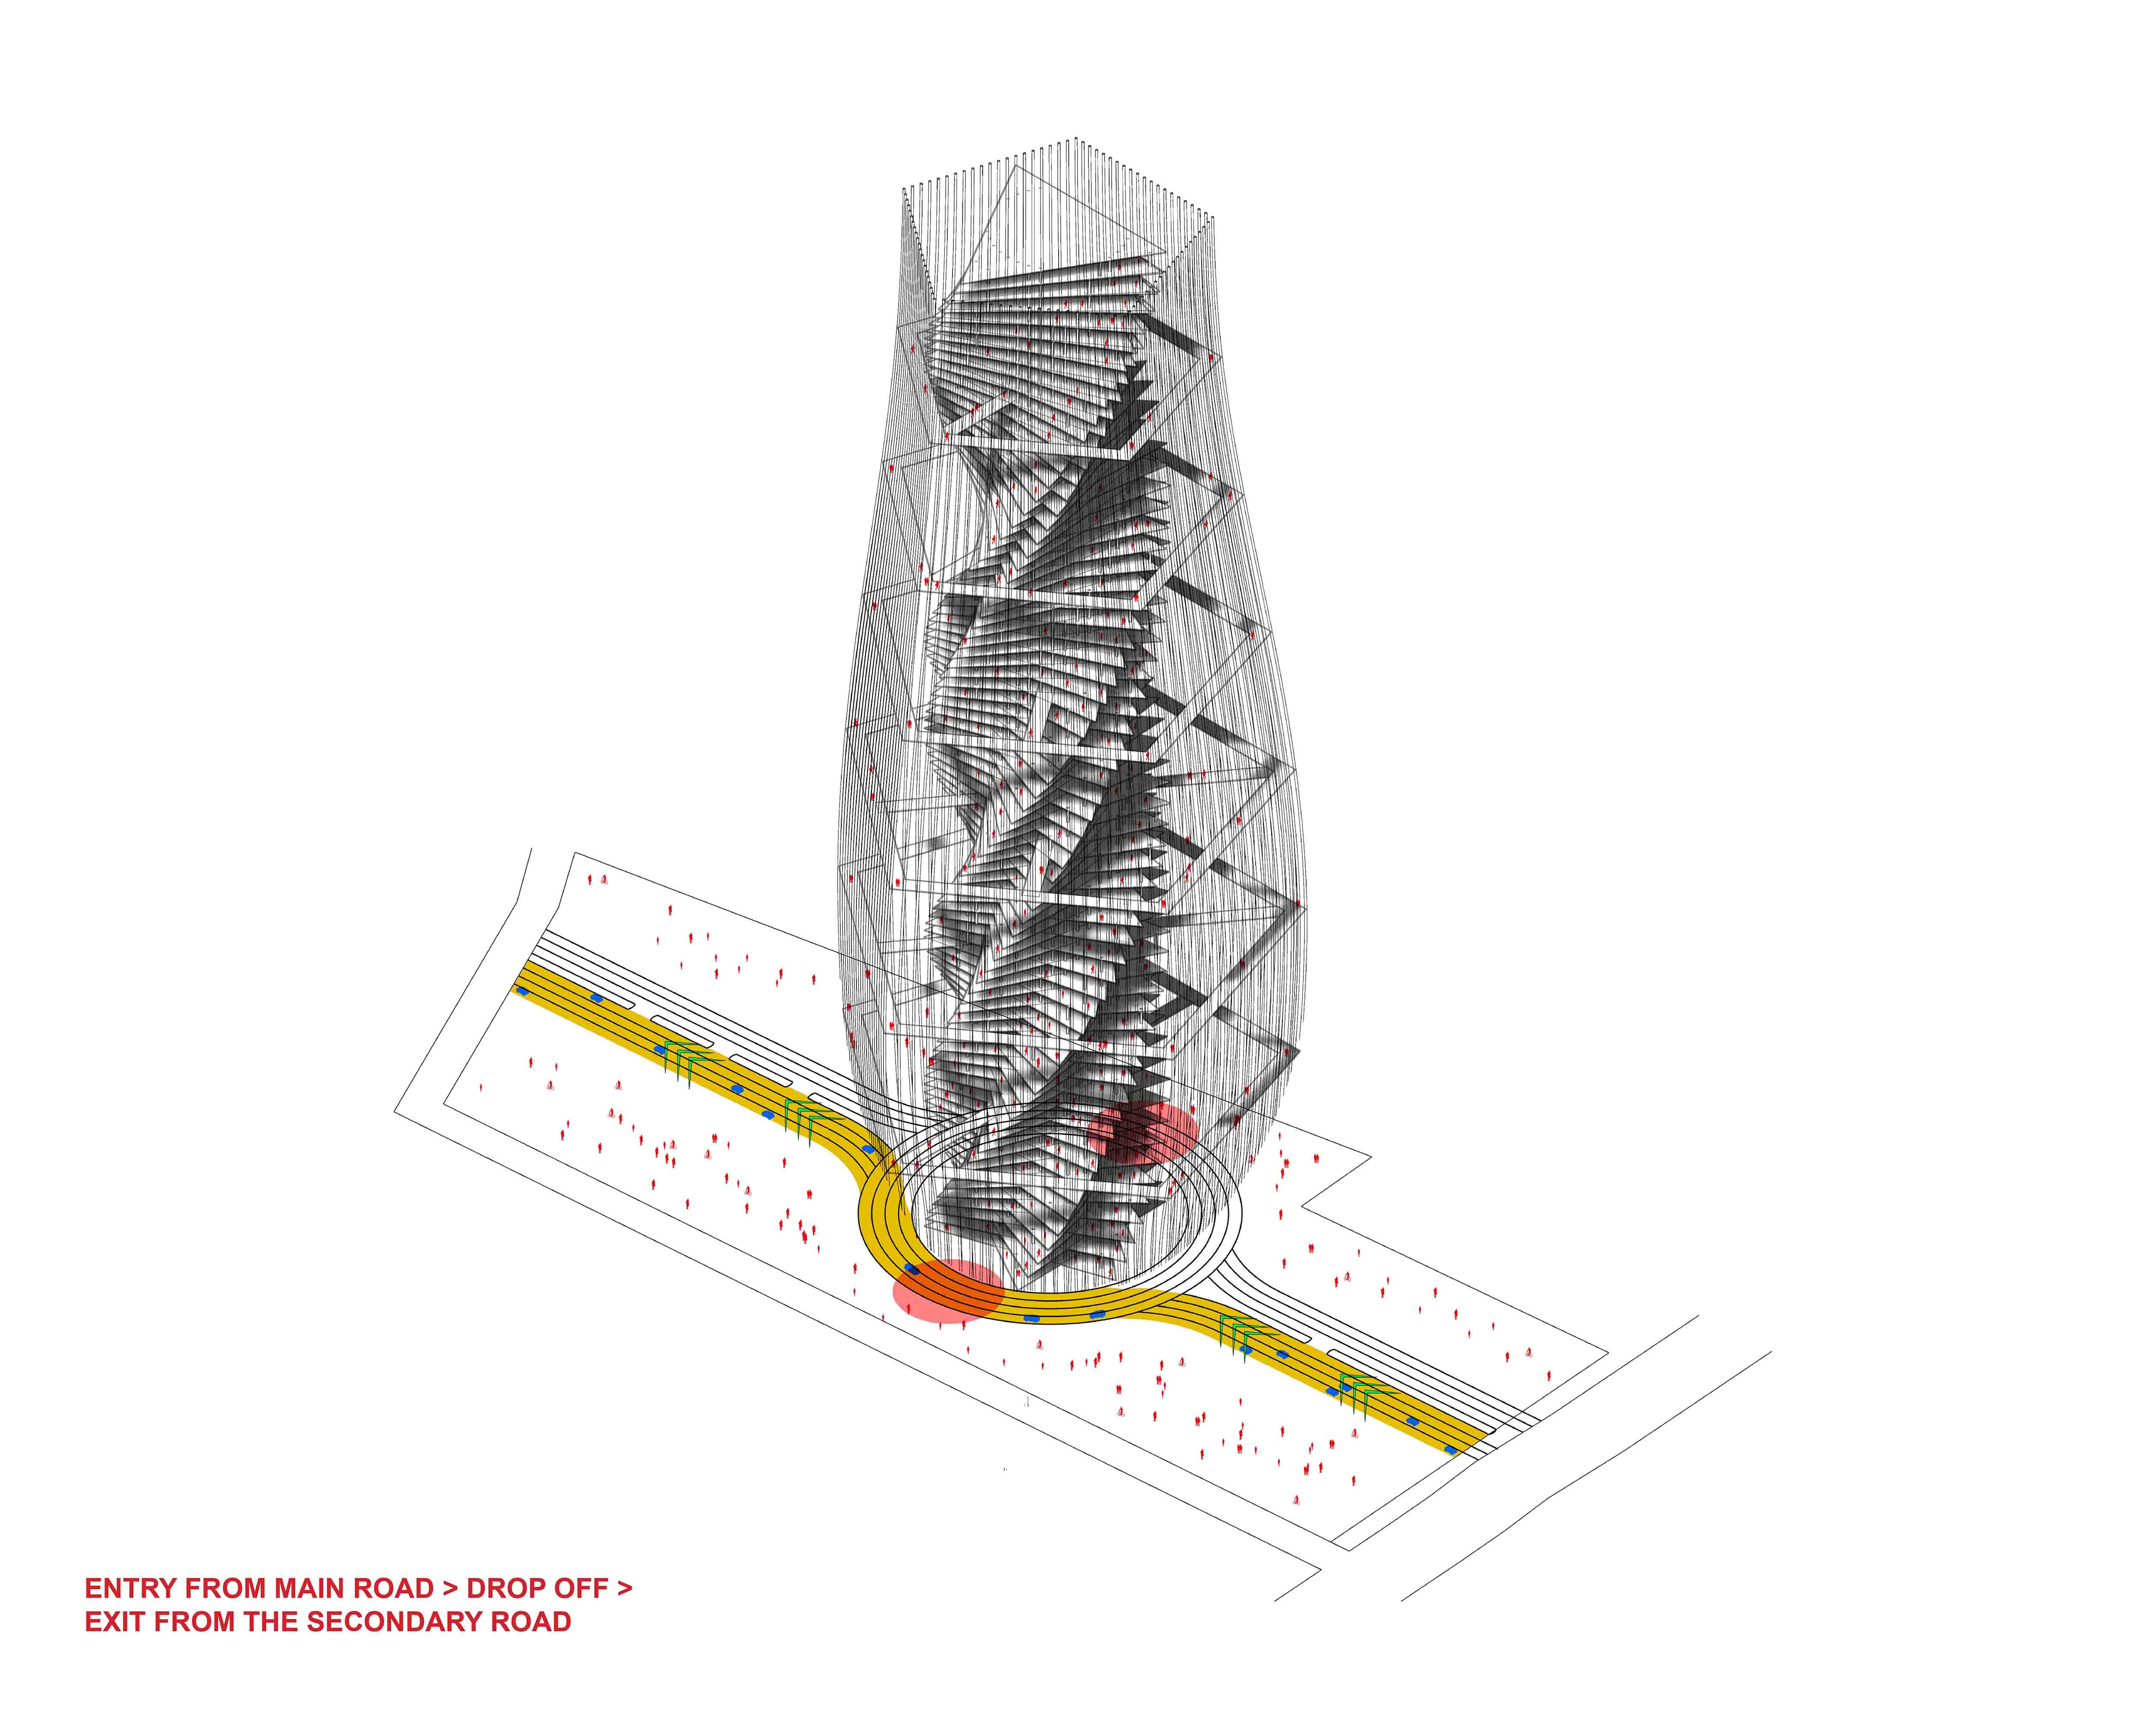 ENTRY FROM MAIN ROAD > DROP OFF >
EXIT FROM THE SECONDARY ROAD